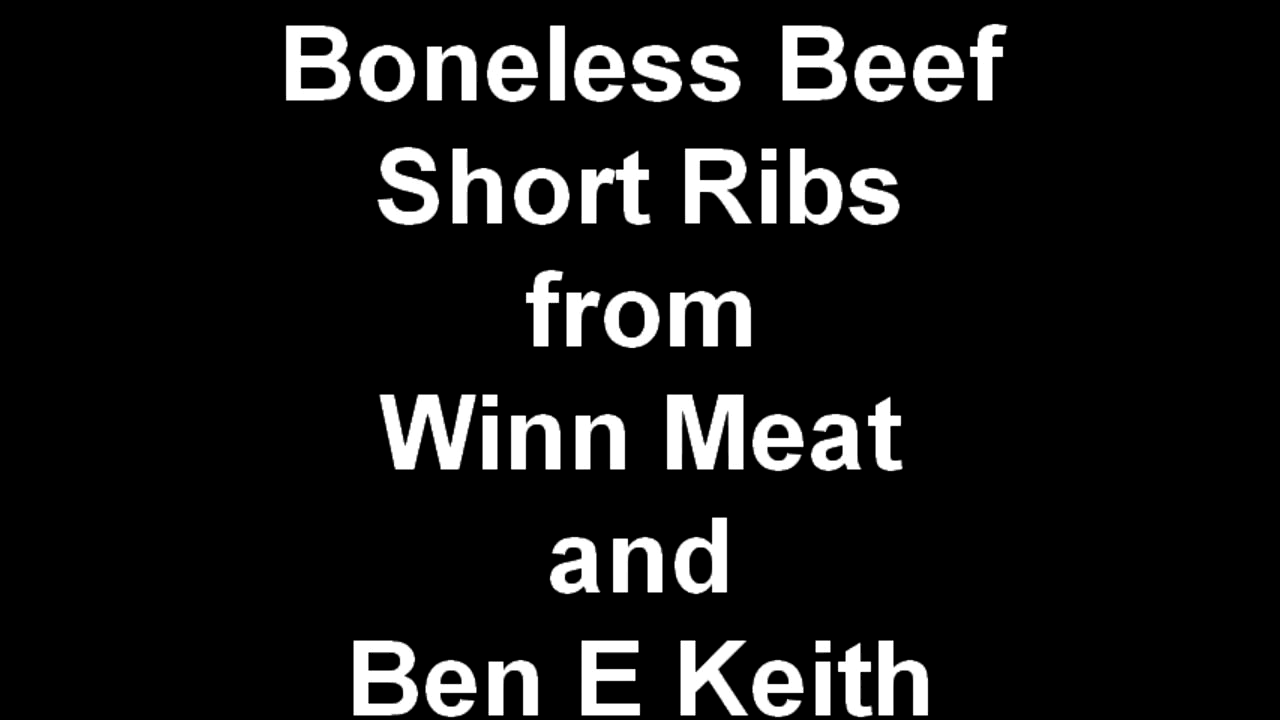 Boneless Beef
Short Ribs
from
Winn Meat
and
Ben E Keith